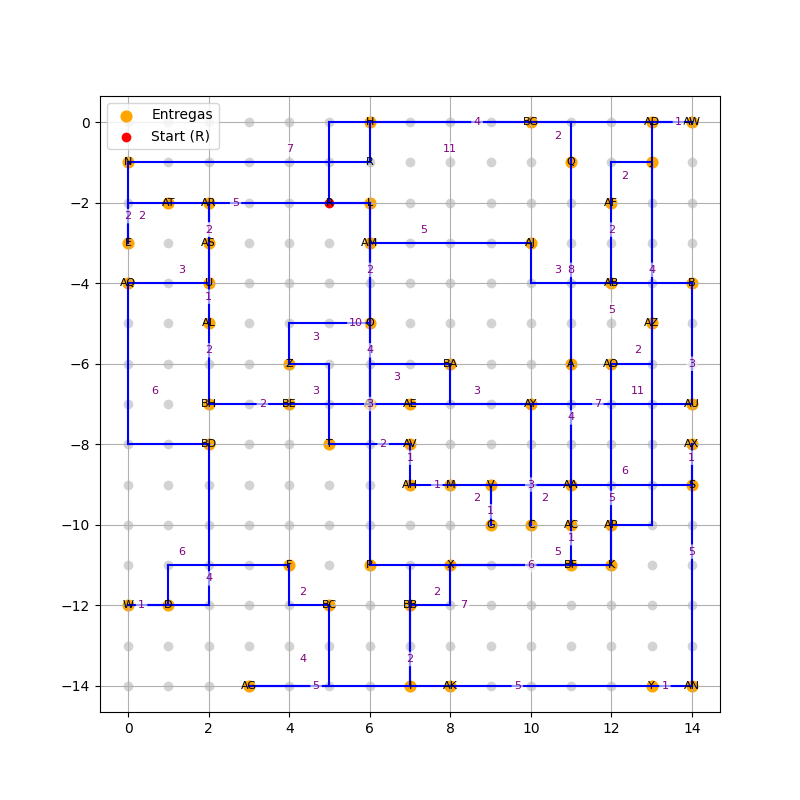 Entregas
Start (R)
0 H 4 BG AD 1 AW
2 Q
7 11
N R
2
-2 AT AR 5 L AF
2 2 2 2
E AS AM 5 AJ
3 2 3 8 4
-4 AQ U AB B
1 5
AL 3 10 O AZ
2 4 2
-6 Z BA A
6 3 3 3 11 3
BH 2 BE 3 AE AY 7 AU
4
-8 BD 2 AV AX
1 6 1
AH 1 M V 3 AA S
2 1 2 5
-10 G C AC
1 5 5
6 F X 6 BF K
4 2 2
-12 W 1 D BC BB 7
4 2
-14 AG 5 AK 5 Y 1 AN
0 2 4 6 8 10 12 14